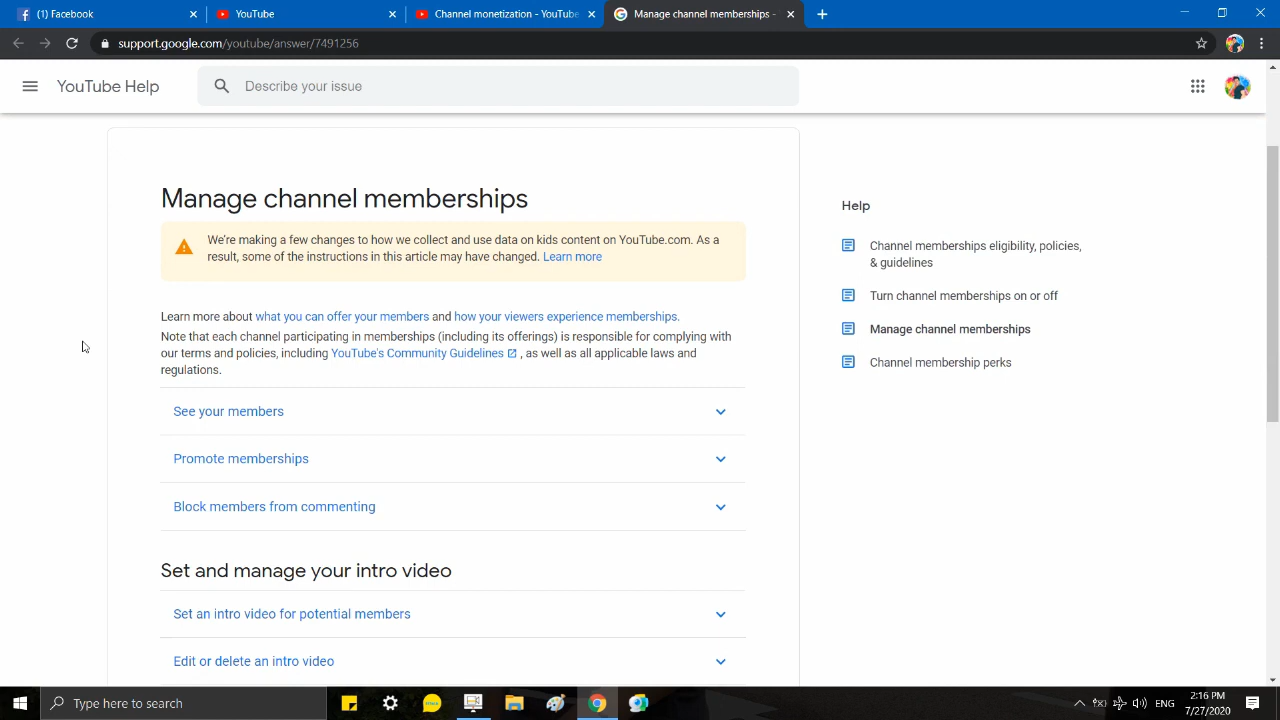 (1) Facebook
YouTube
Channel monetization - YouTube
Manage channel memberships -
support.google.com/youtube/answer/7491256
YouTube Help
Describe your issue
Manage channel memberships
We're making a few changes to how we collect and use data on kids content on YouTube.com. As a
result, some of the instructions in this article may have changed. Learn more
Learn more about what you can offer your members and how your viewers experience memberships.
Note that each channel participating in memberships (including its offerings) is responsible for complying with
our terms and policies, including YouTube's Community Guidelines , as well as all applicable laws and
regulations.
See your members
Promote memberships
Block members from commenting
Set and manage your intro video
Set an intro video for potential members
Edit or delete an intro video
Help
Channel memberships eligibility, policies,
& guidelines
Turn channel memberships on or off
Manage channel memberships
Channel membership perks
Type here to search
ENG
2:16 PM
7/27/2020